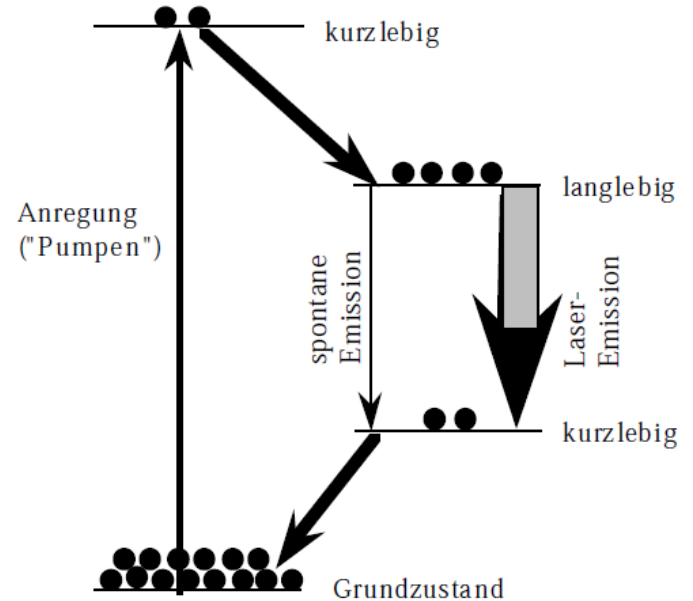 kurzlebig
langlebig
Anregung
("Pumpen")
spontane
Emission
Laser-
Emission
kurzlebig
Grundzustand